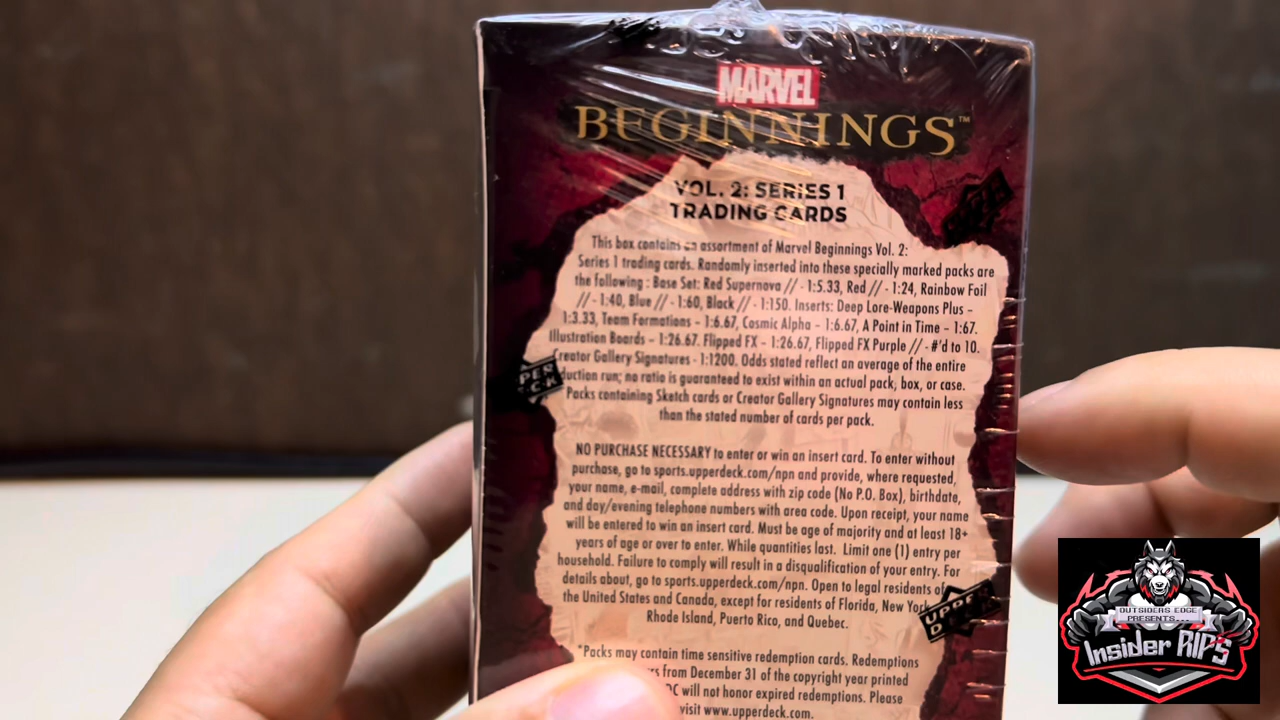 MARVEL
BEGINNINGS™
VOL. 2: SERIES 1
TRADING CARDS
This box contains an assortment of Marvel Beginnings Vol. 2:
Series 1 trading cards. Randomly inserted into these specially marked packs are
the following : Base Set: Red Supernova // - 1:5.33, Red // - 1:24, Rainbow Foil
// - 1:40, Blue // - 1:60, Black // - 1:150. Inserts: Deep Lore-Weapons Plus –
1:3.33, Team Formations – 1:6.67, Cosmic Alpha – 1:6.67, A Point in Time – 1:67.
Illustration Boards – 1:26.67. Flipped FX – 1:26.67, Flipped FX Purple // - #'d to 10.
Creator Gallery Signatures - 1:1200. Odds stated reflect an average of the entire
duction run; no ratio is guaranteed to exist within an actual pack, box, or case.
Packs containing Sketch cards or Creator Gallery Signatures may contain less
than the stated number of cards per pack.
NO PURCHASE NECESSARY to enter or win an insert card. To enter without
purchase, go to sports.upperdeck.com/npn and provide, where requested,
your name, e-mail, complete address with zip code (No P.O. Box), birthdate,
and day/evening telephone numbers with area code. Upon receipt, your name
will be entered to win an insert card. Must be age of majority and at least 18+
years of age or over to enter. While quantities last. Limit one (1) entry per
household. Failure to comply will result in a disqualification of your entry. For
details about, go to sports.upperdeck.com/npn. Open to legal residents of
the United States and Canada, except for residents of Florida, New York
Rhode Island, Puerto Rico, and Quebec.
UPPER
DECK
*Packs may contain time sensitive redemption cards. Redemptions
rs from December 31 of the copyright year printed
DC will not honor expired redemptions. Please
visit www.upperdeck.com.
OUTSIDERS EDGE
PRESENTS...
Insider RIP'S